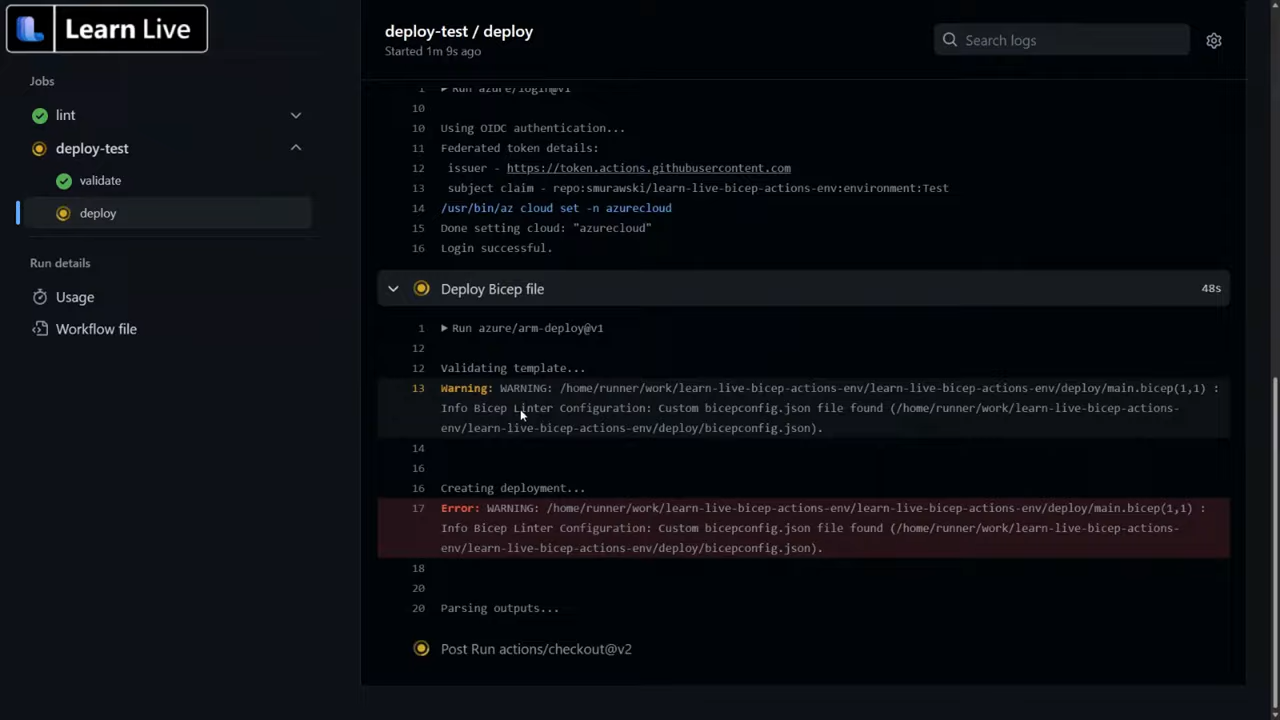 Learn Live
Jobs
lint
deploy-test
validate
deploy
Run details
Usage
Workflow file
deploy-test / deploy
Started 1m 9s ago
Search logs
1 Run azure/login@v1
10
10 Using OIDC authentication...
11 Federated token details:
12 issuer - https://token.actions.githubusercontent.com
13 subject claim - repo:smurawski/learn-live-bicep-actions-env:environment:Test
14 /usr/bin/az cloud set -n azurecloud
15 Done setting cloud: "azurecloud"
16 Login successful.
Deploy Bicep file 48s
1 Run azure/arm-deploy@v1
12
12 Validating template...
13 Warning: WARNING: /home/runner/work/learn-live-bicep-actions-env/learn-live-bicep-actions-env/deploy/main.bicep(1,1) :
Info Bicep Linter Configuration: Custom bicepconfig.json file found (/home/runner/work/learn-live-bicep-actions-
env/learn-live-bicep-actions-env/deploy/bicepconfig.json).
14
16
16 Creating deployment...
17 Error: WARNING: /home/runner/work/learn-live-bicep-actions-env/learn-live-bicep-actions-env/deploy/main.bicep(1,1) :
Info Bicep Linter Configuration: Custom bicepconfig.json file found (/home/runner/work/learn-live-bicep-actions-
env/learn-live-bicep-actions-env/deploy/bicepconfig.json).
18
20
20 Parsing outputs...
Post Run actions/checkout@v2